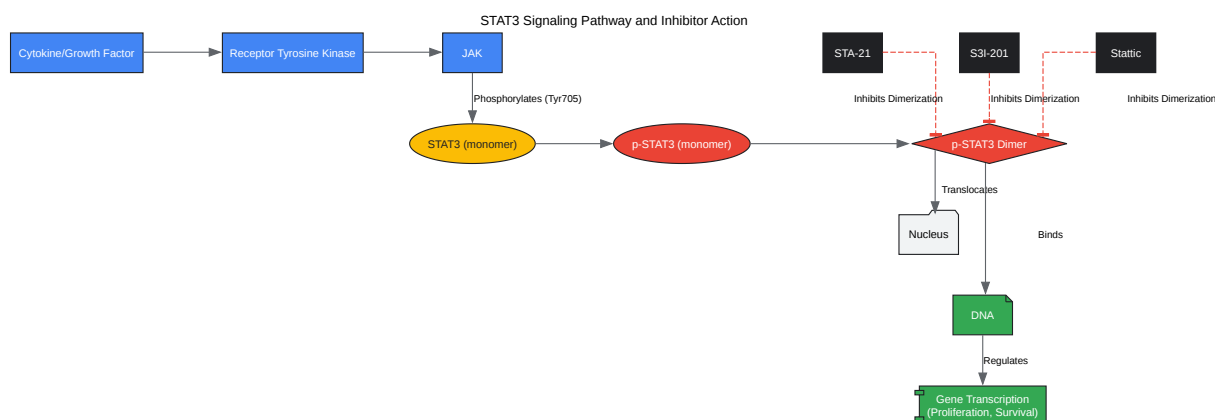 STAT3 Signaling Pathway and Inhibitor Action
Cytokine/Growth Factor
Receptor Tyrosine Kinase
JAK
STA-21
S3I-201
Stattic
Phosphorylates (Tyr705)
Inhibits Dimerization
Inhibits Dimerization
Inhibits Dimerization
STAT3 (monomer)
p-STAT3 (monomer)
p-STAT3 Dimer
Translocates
Nucleus
Binds
DNA
Regulates
Gene Transcription
(Proliferation, Survival)